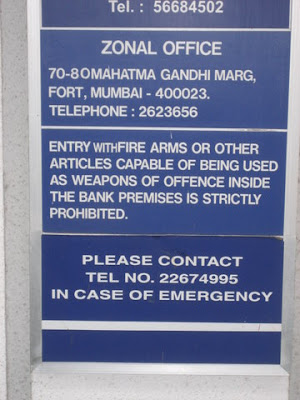 Tel. : 56684502
ZONAL OFFICE
70-80MAHATMA GANDHI MARG,
FORT, MUMBAI - 400023.
TELEPHONE : 2623656
ENTRY WITHFIRE ARMS OR OTHER
ARTICLES CAPABLE OF BEING USED
AS WEAPONS OF OFFENCE INSIDE
THE BANK PREMISES IS STRICTLY
PROHIBITED.
PLEASE CONTACT
TEL NO. 22674995
IN CASE OF EMERGENCY